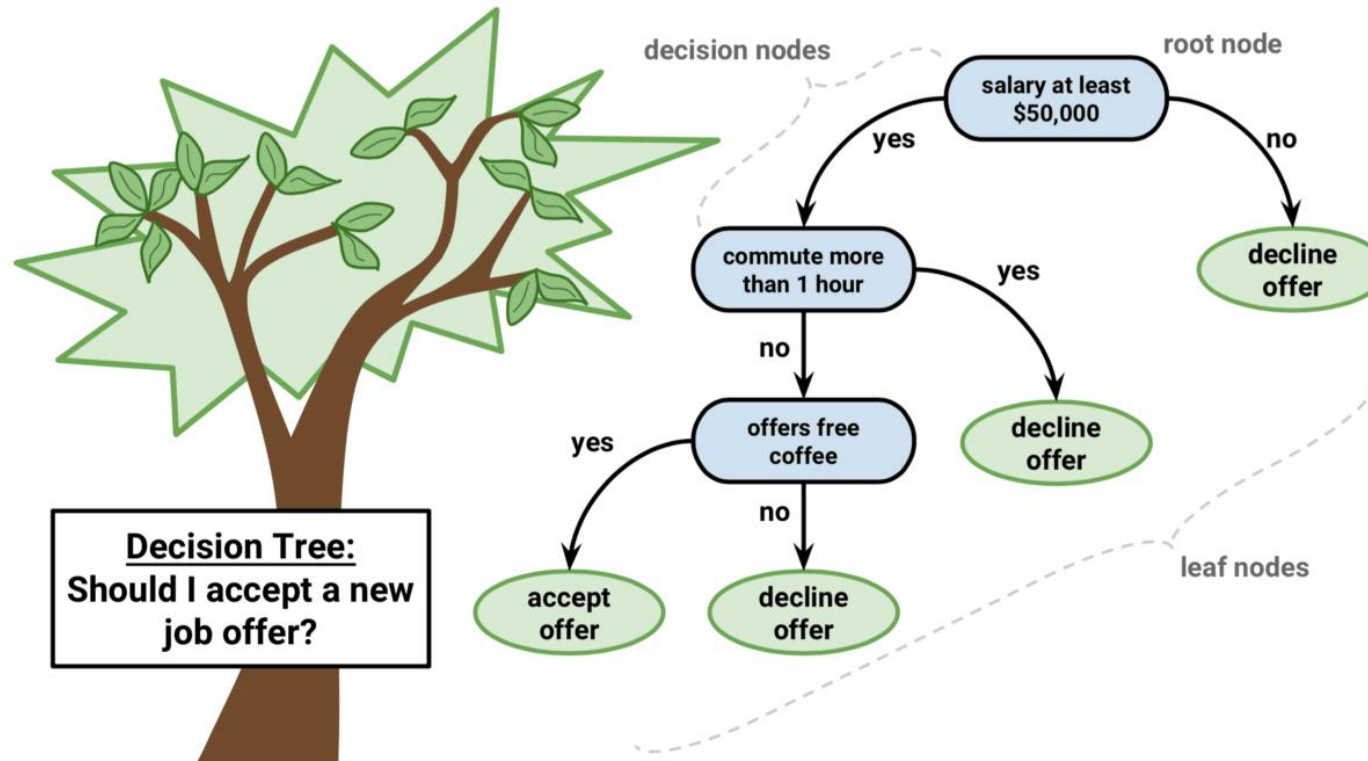 decision nodes
root node
salary at least
$50,000
yes
no
commute more
than 1 hour
yes
decline
offer
no
offers free
coffee
decline
offer
yes
no
leaf nodes
accept
offer
decline
offer
Decision Tree:
Should I accept a new
job offer?